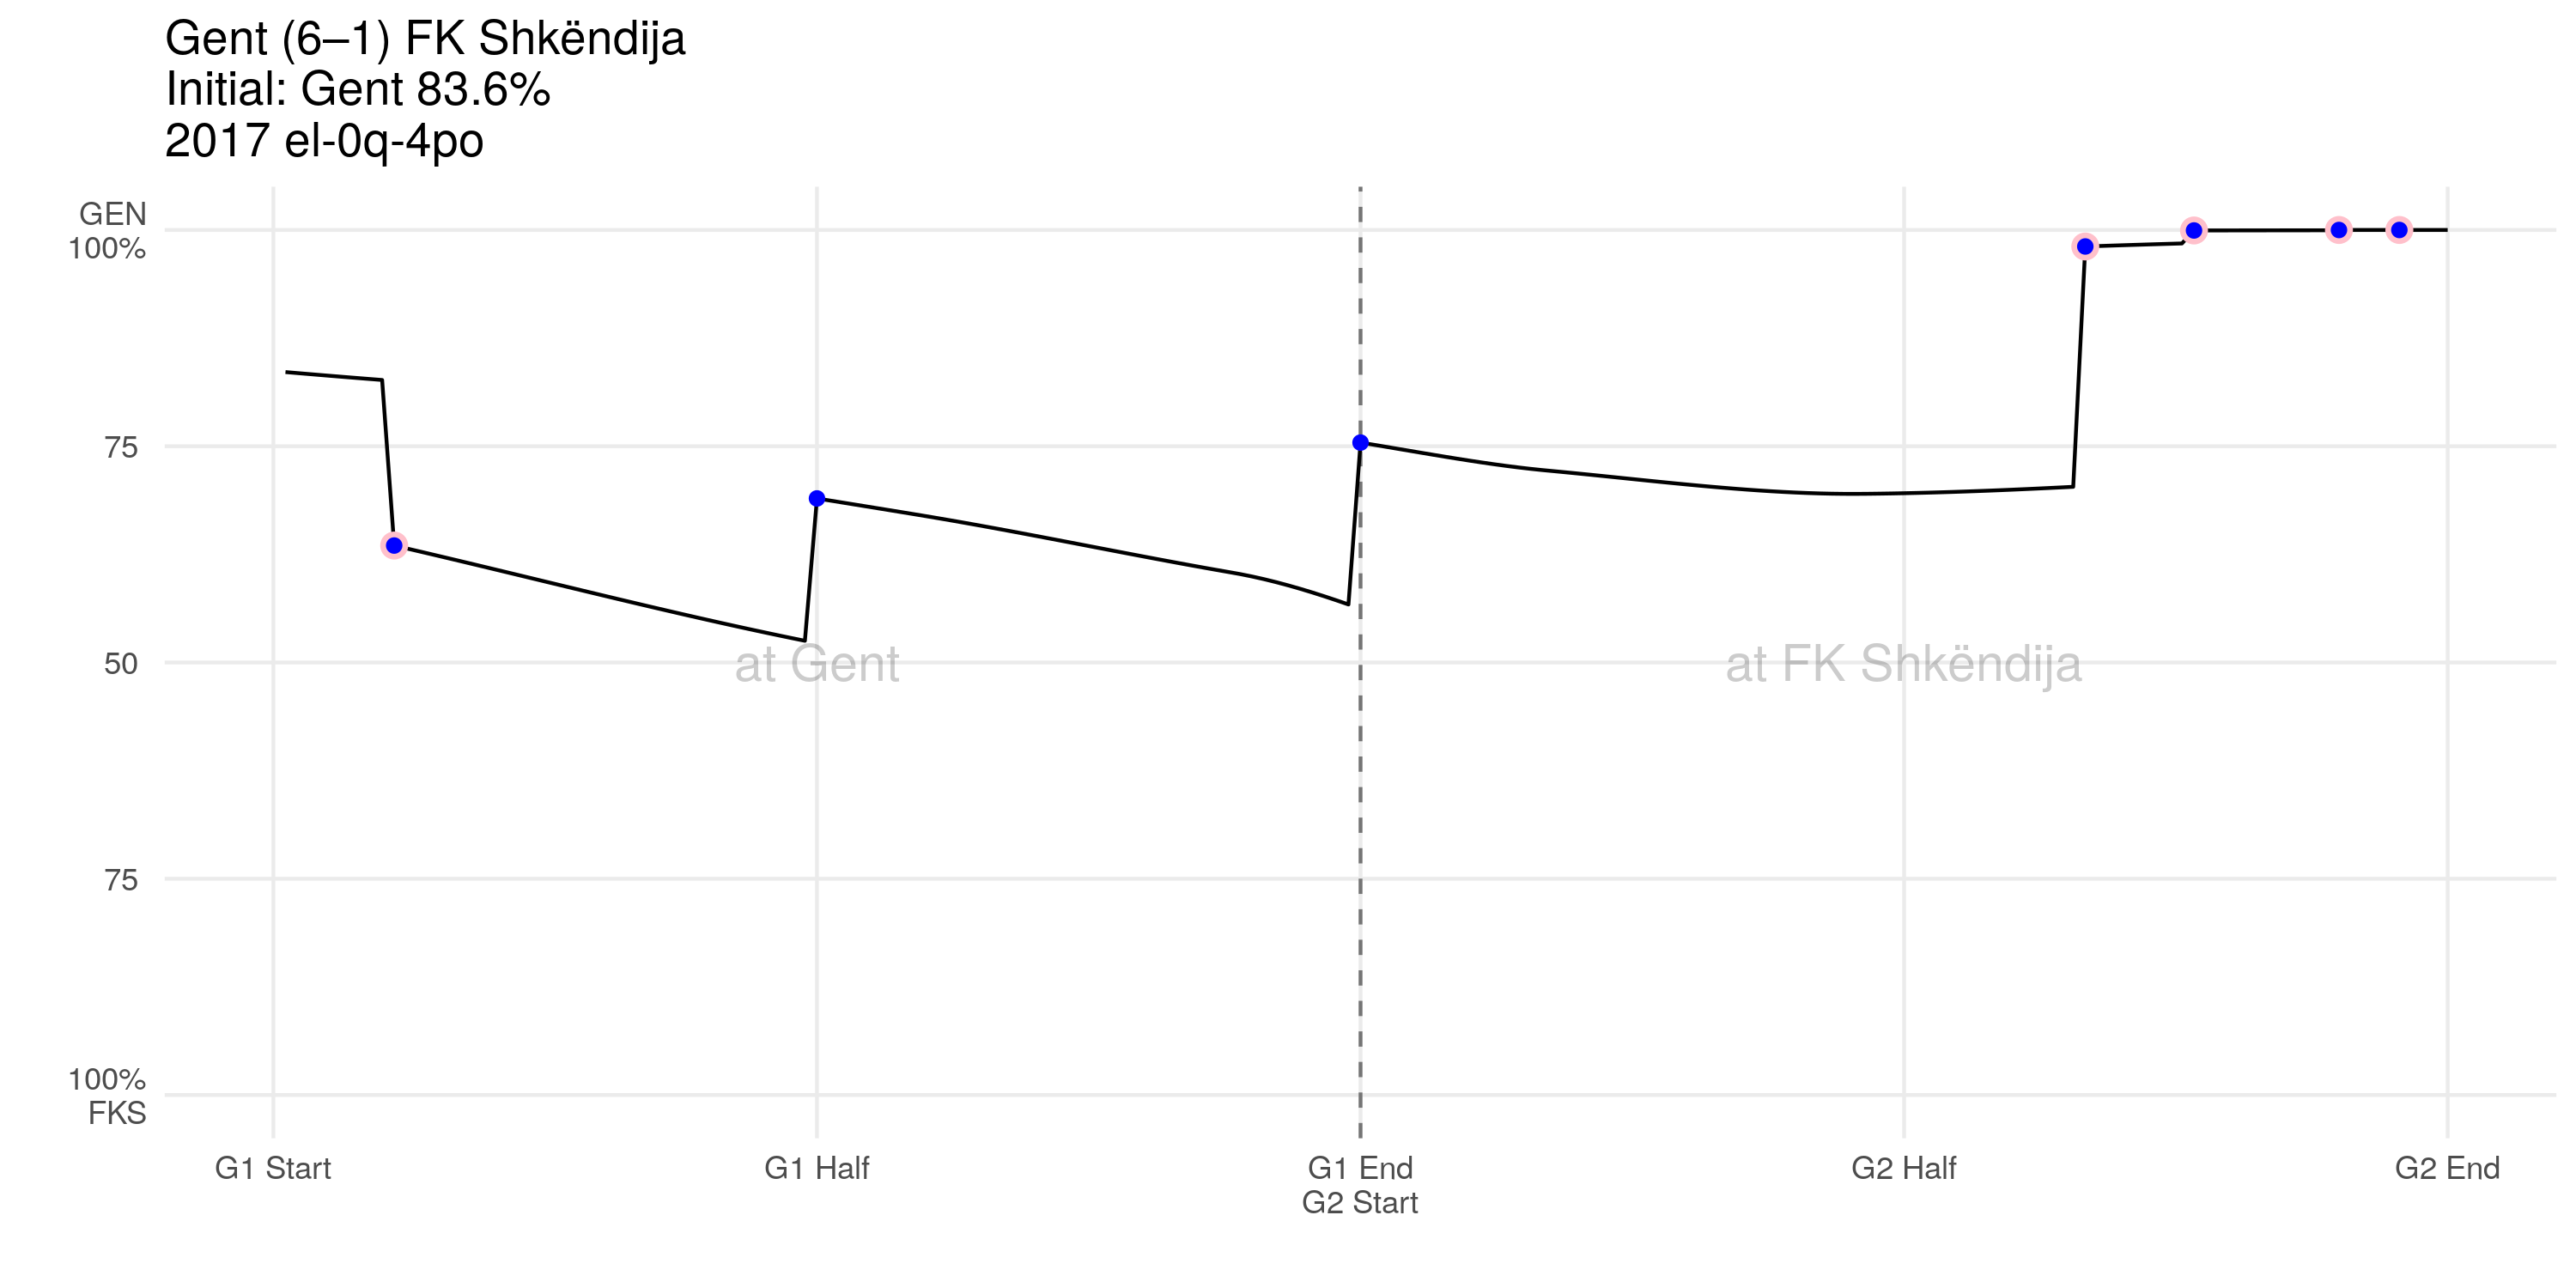 Gent (6–1) FK Shkëndija
Initial: Gent 83.6%
2017 el-0q-4po
GEN
100%
75
50
75
100%
FKS
at Gent
at FK Shkëndija
G1 Start
G1 Half
G1 End
G2 Start
G2 Half
G2 End